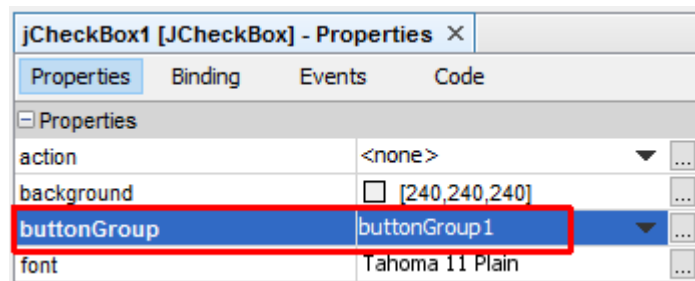 jCheckBox1 [JCheckBox] - Properties ×
Properties Binding Events Code
Properties
action <none> ...
background [240,240,240] ...
buttonGroup buttonGroup1 ...
font Tahoma 11 Plain ...